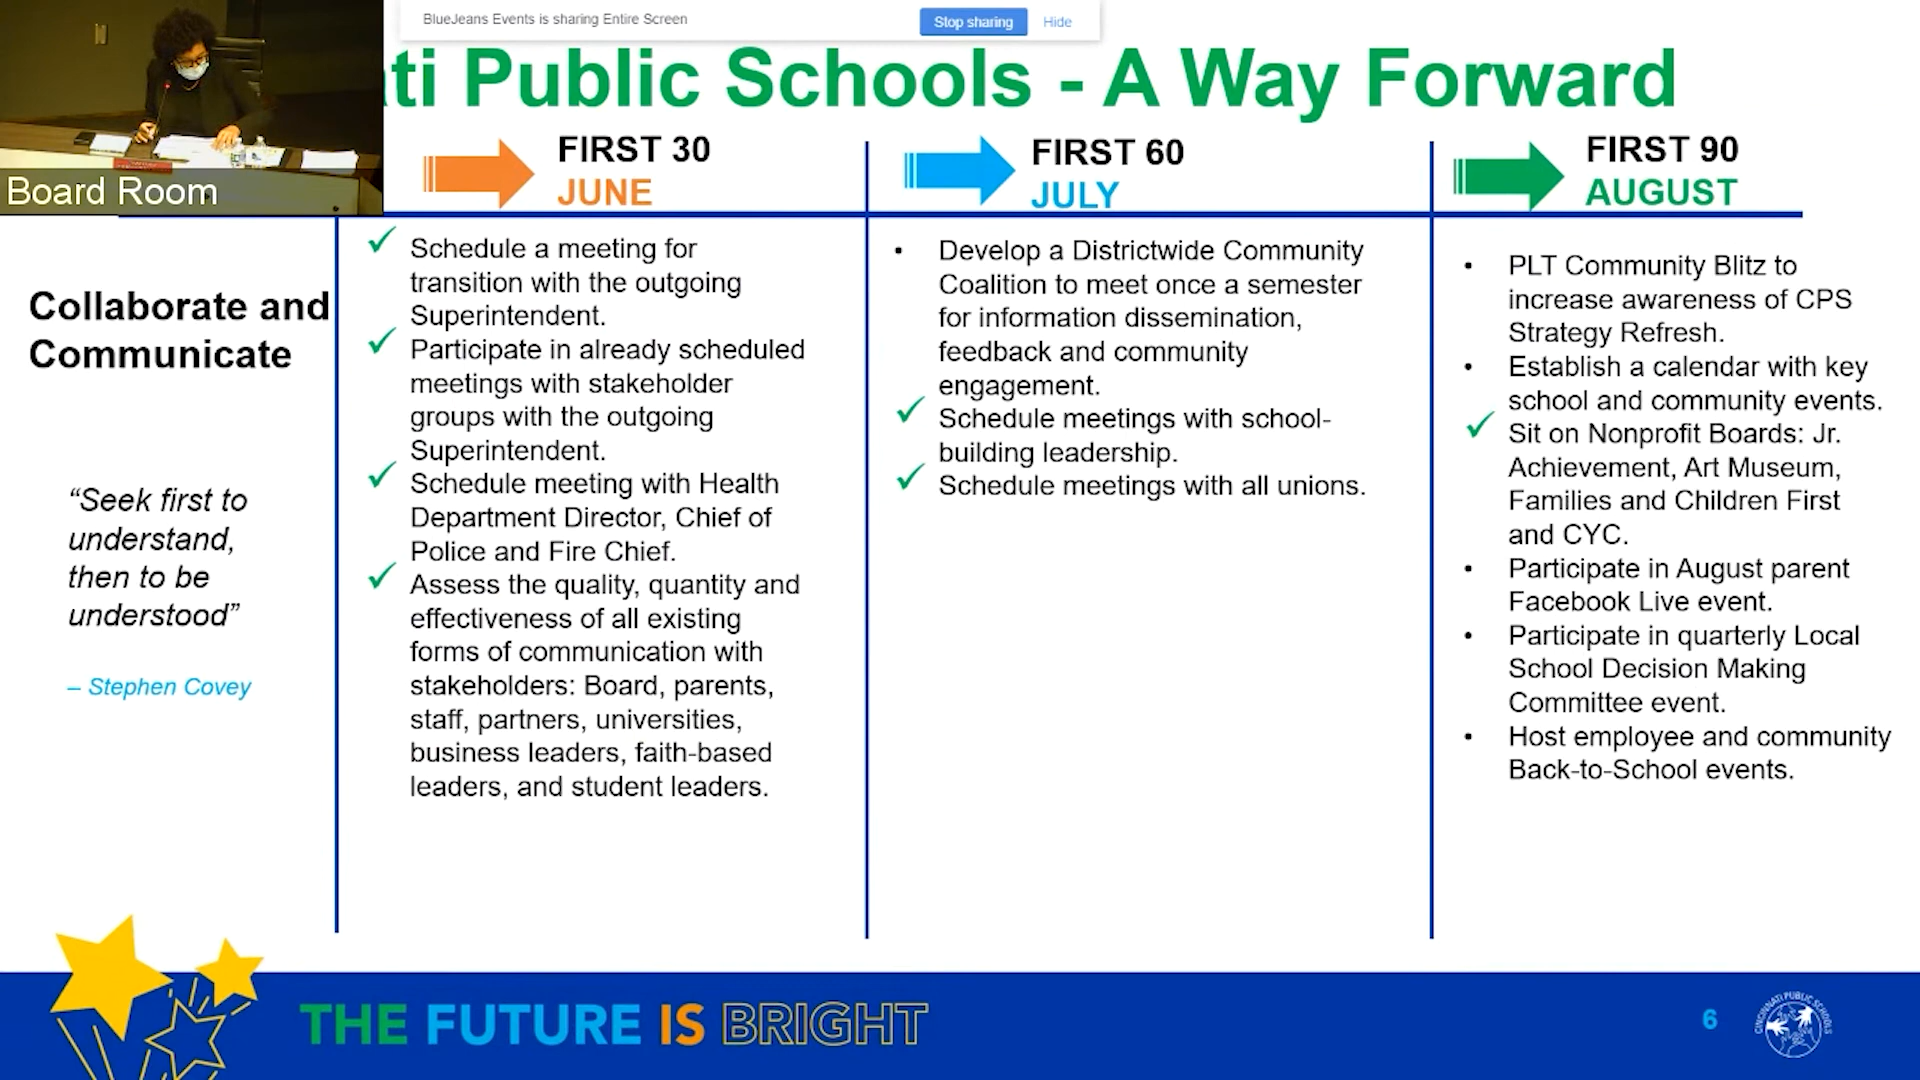 BlueJeans Events is sharing Entire Screen
Stop sharing
Hide
ti Public Schools - A Way Forward
Board Room
FIRST 30
JUNE
FIRST 60
JULY
FIRST 90
AUGUST
Collaborate and
Communicate
“Seek first to
understand,
then to be
understood”
– Stephen Covey
✓ Schedule a meeting for
transition with the outgoing
Superintendent.
✓ Participate in already scheduled
meetings with stakeholder
groups with the outgoing
Superintendent.
✓ Schedule meeting with Health
Department Director, Chief of
Police and Fire Chief.
✓ Assess the quality, quantity and
effectiveness of all existing
forms of communication with
stakeholders: Board, parents,
staff, partners, universities,
business leaders, faith-based
leaders, and student leaders.
• Develop a Districtwide Community
Coalition to meet once a semester
for information dissemination,
feedback and community
engagement.
✓ Schedule meetings with school-
building leadership.
✓ Schedule meetings with all unions.
• PLT Community Blitz to
increase awareness of CPS
Strategy Refresh.
• Establish a calendar with key
school and community events.
✓ Sit on Nonprofit Boards: Jr.
Achievement, Art Museum,
Families and Children First
and CYC.
• Participate in August parent
Facebook Live event.
• Participate in quarterly Local
School Decision Making
Committee event.
• Host employee and community
Back-to-School events.
THE FUTURE IS BRIGHT
6
CINCINNATI PUBLIC SCHOOLS